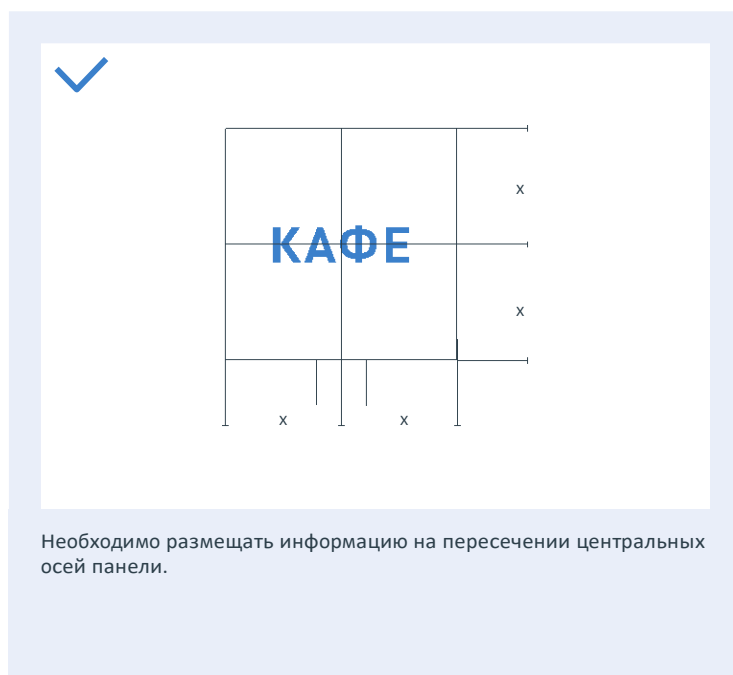 x
КАФЕ
x
x x
Необходимо размещать информацию на пересечении центральных
осей панели.